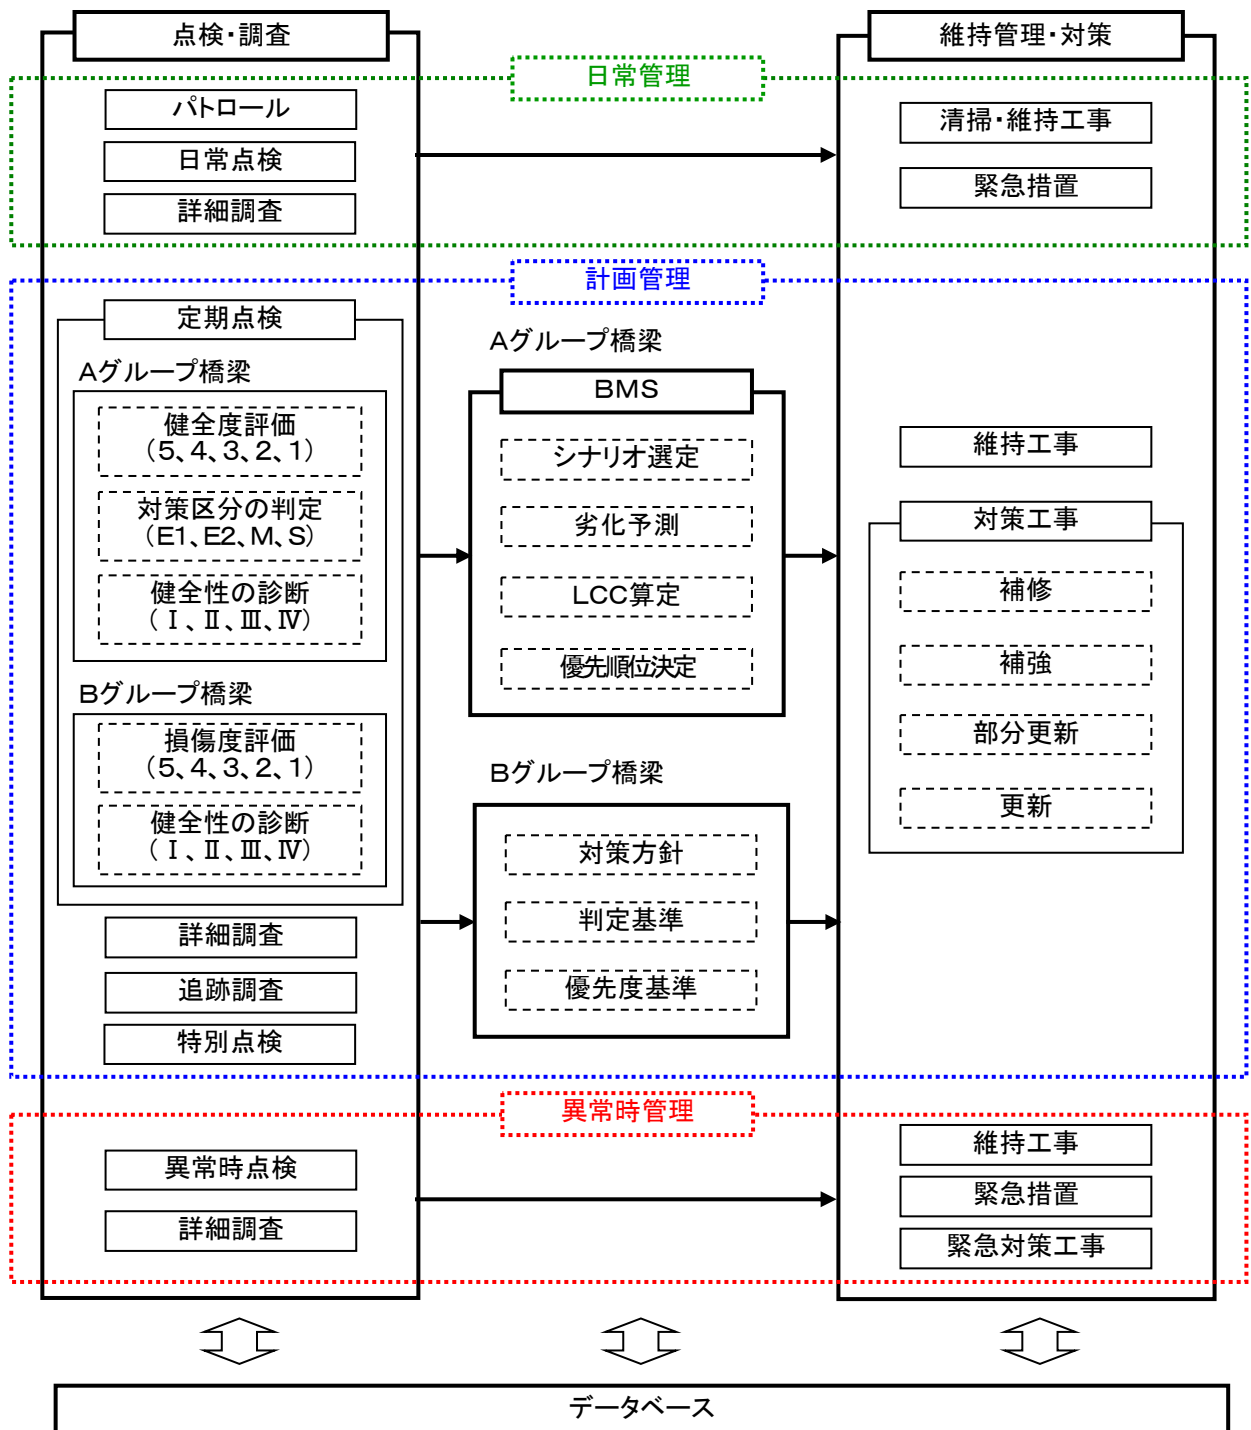 点検・調査
維持管理・対策
日常管理
パトロール
日常点検
詳細調査
清掃・維持工事
緊急措置
計画管理
定期点検
Aグループ橋梁
健全度評価
（5、4、3、2、1）
対策区分の判定
（E1、E2、M、S）
健全性の診断
（Ⅰ、Ⅱ、Ⅲ、Ⅳ）
Bグループ橋梁
損傷度評価
（5、4、3、2、1）
健全性の診断
（Ⅰ、Ⅱ、Ⅲ、Ⅳ）
詳細調査
追跡調査
特別点検
Aグループ橋梁
BMS
シナリオ選定
劣化予測
LCC算定
優先順位決定
Bグループ橋梁
対策方針
判定基準
優先度基準
維持工事
対策工事
補修
補強
部分更新
更新
異常時管理
異常時点検
詳細調査
維持工事
緊急措置
緊急対策工事
データベース